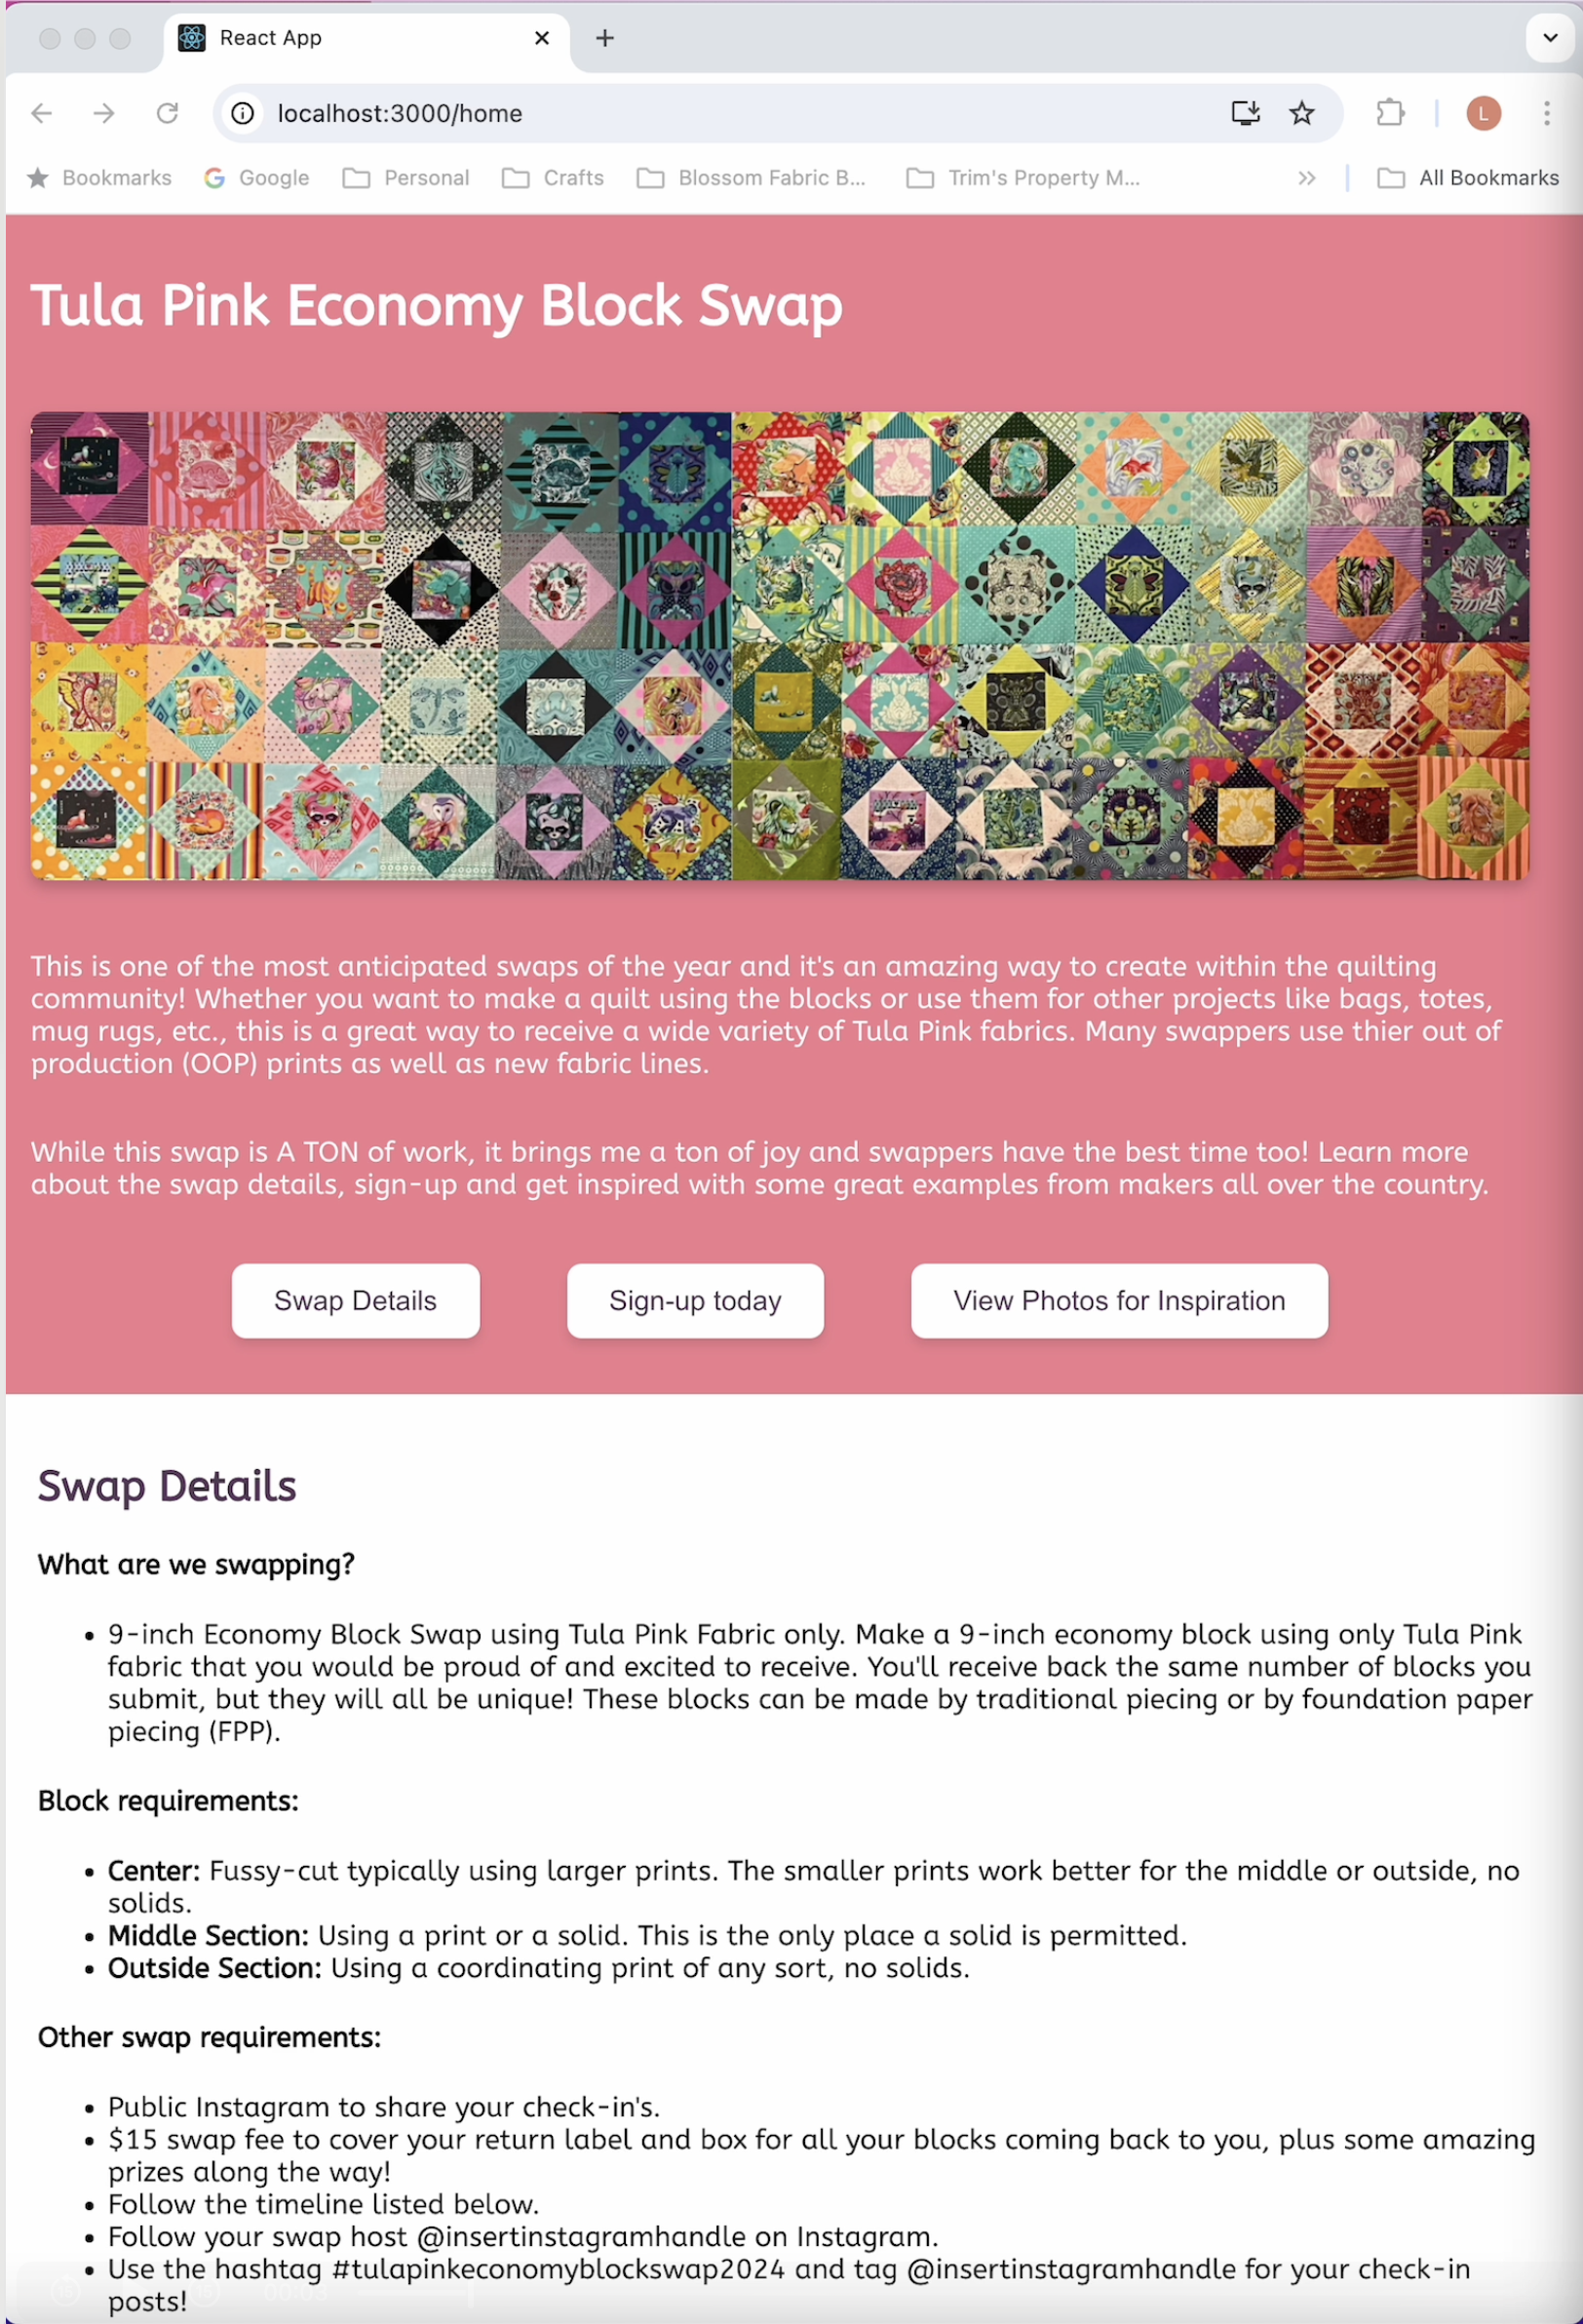 React App
localhost:3000/home
L
Bookmarks
Google
Personal
Crafts
Blossom Fabric B...
Trim's Property M...
All Bookmarks
Tula Pink Economy Block Swap
This is one of the most anticipated swaps of the year and it's an amazing way to create within the quilting
community! Whether you want to make a quilt using the blocks or use them for other projects like bags, totes,
mug rugs, etc., this is a great way to receive a wide variety of Tula Pink fabrics. Many swappers use thier out of
production (OOP) prints as well as new fabric lines.
While this swap is A TON of work, it brings me a ton of joy and swappers have the best time too! Learn more
about the swap details, sign-up and get inspired with some great examples from makers all over the country.
Swap Details
Sign-up today
View Photos for Inspiration
Swap Details
What are we swapping?
• 9-inch Economy Block Swap using Tula Pink Fabric only. Make a 9-inch economy block using only Tula Pink
fabric that you would be proud of and excited to receive. You'll receive back the same number of blocks you
submit, but they will all be unique! These blocks can be made by traditional piecing or by foundation paper
piecing (FPP).
Block requirements:
• Center: Fussy-cut typically using larger prints. The smaller prints work better for the middle or outside, no
solids.
• Middle Section: Using a print or a solid. This is the only place a solid is permitted.
• Outside Section: Using a coordinating print of any sort, no solids.
Other swap requirements:
• Public Instagram to share your check-in's.
• $15 swap fee to cover your return label and box for all your blocks coming back to you, plus some amazing
prizes along the way!
• Follow the timeline listed below.
• Follow your swap host @insertinstagramhandle on Instagram.
• Use the hashtag #tulapinkeconomyblockswap2024 and tag @insertinstagramhandle for your check-in
posts!